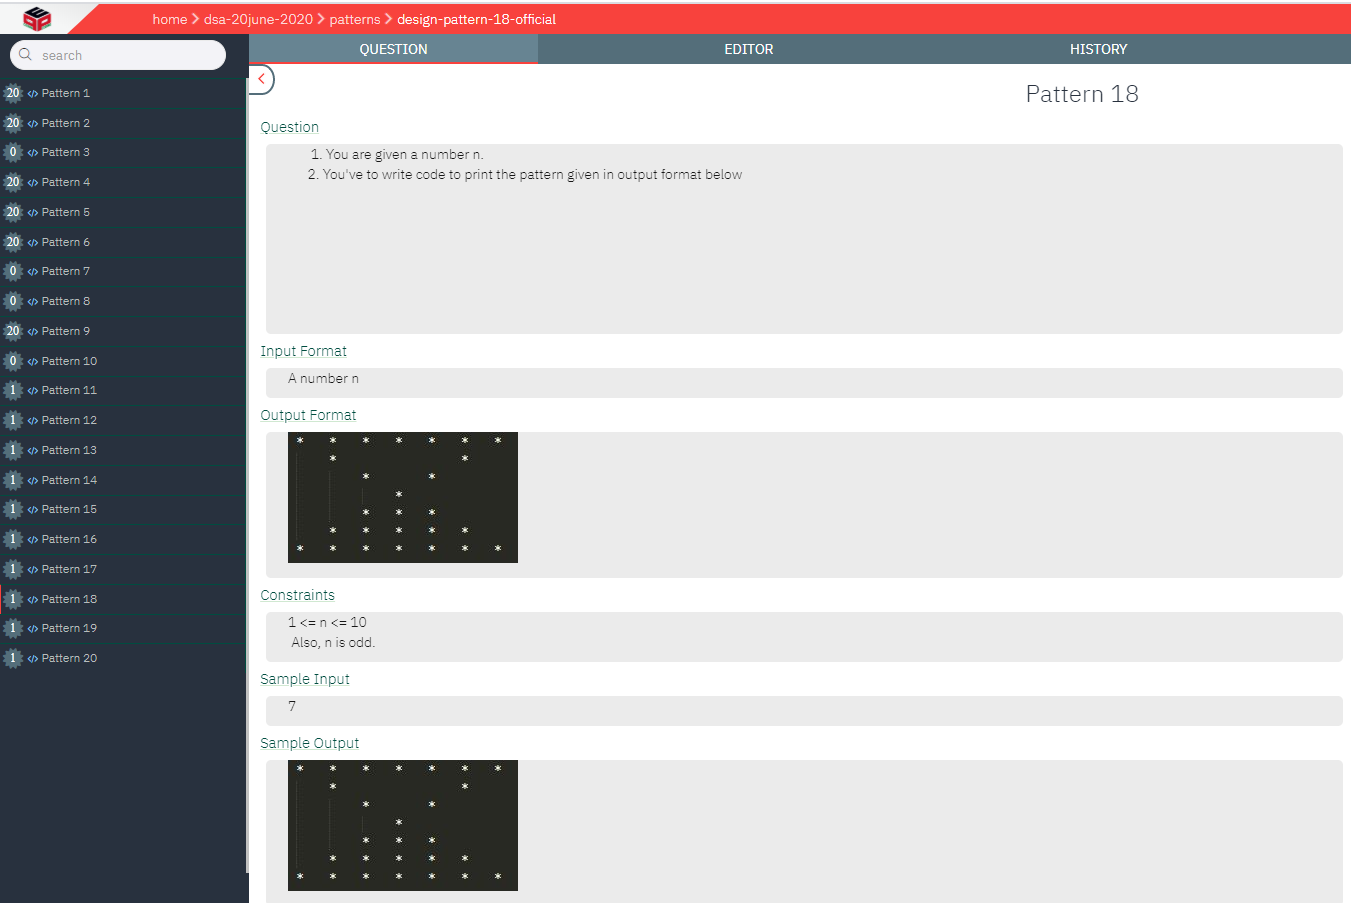 home > dsa-20june-2020 > patterns > design-pattern-18-official
search
QUESTION EDITOR HISTORY
20 </> Pattern 1
20 </> Pattern 2
0 </> Pattern 3
20 </> Pattern 4
20 </> Pattern 5
20 </> Pattern 6
0 </> Pattern 7
0 </> Pattern 8
20 </> Pattern 9
0 </> Pattern 10
1 </> Pattern 11
1 </> Pattern 12
1 </> Pattern 13
1 </> Pattern 14
1 </> Pattern 15
1 </> Pattern 16
1 </> Pattern 17
1 </> Pattern 18
1 </> Pattern 19
1 </> Pattern 20
Pattern 18
Question
1. You are given a number n.
2. You've to write code to print the pattern given in output format below
Input Format
A number n
Output Format
* * * * * * *
* *
* *
*
* * *
* * * * *
* * * * * * *
Constraints
1 <= n <= 10
Also, n is odd.
Sample Input
7
Sample Output
* * * * * * *
* *
* *
*
* * *
* * * * *
* * * * * * *